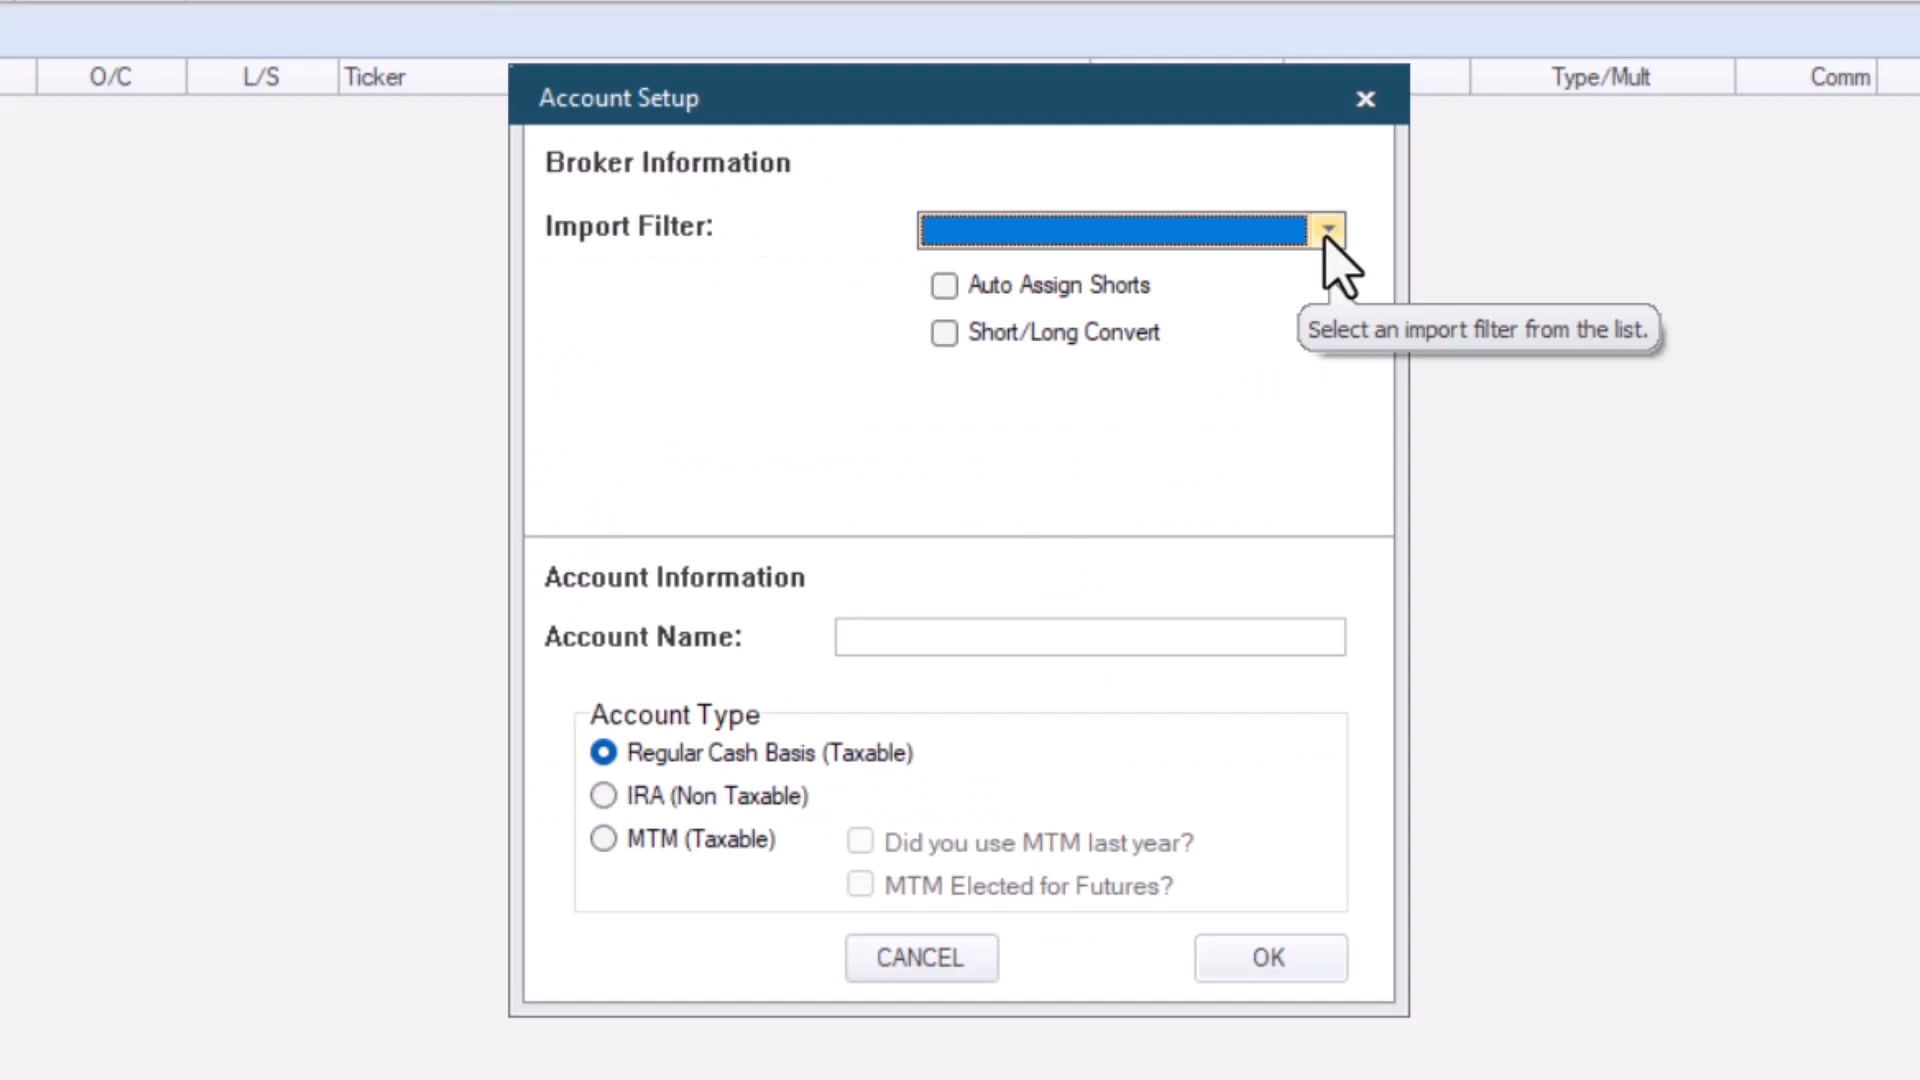 O/C L/S Ticker Type/Mult Comm
Account Setup
Broker Information
Import Filter:
Auto Assign Shorts
Short/Long Convert
Select an import filter from the list.
Account Information
Account Name:
Account Type
Regular Cash Basis (Taxable)
IRA (Non Taxable)
MTM (Taxable) Did you use MTM last year?
MTM Elected for Futures?
CANCEL OK